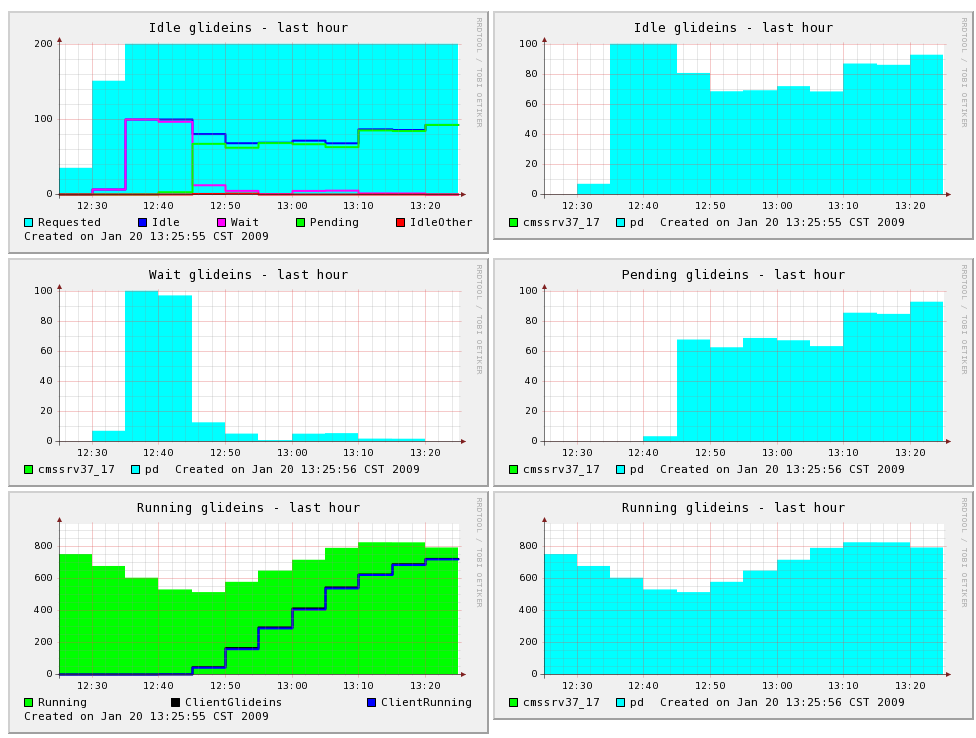 Idle glideins - last hour
RRDTOOL / TOBI OETIKER
200
100
0
12:30 12:40 12:50 13:00 13:10 13:20
Requested Idle Wait Pending IdleOther
Created on Jan 20 13:25:55 CST 2009
Idle glideins - last hour
RRDTOOL / TOBI OETIKER
100
80
60
40
20
0
12:30 12:40 12:50 13:00 13:10 13:20
cmssrv37_17 pd Created on Jan 20 13:25:55 CST 2009
Wait glideins - last hour
RRDTOOL / TOBI OETIKER
100
80
60
40
20
0
12:30 12:40 12:50 13:00 13:10 13:20
cmssrv37_17 pd Created on Jan 20 13:25:56 CST 2009
Pending glideins - last hour
RRDTOOL / TOBI OETIKER
100
80
60
40
20
0
12:30 12:40 12:50 13:00 13:10 13:20
cmssrv37_17 pd Created on Jan 20 13:25:56 CST 2009
Running glideins - last hour
RRDTOOL / TOBI OETIKER
800
600
400
200
0
12:30 12:40 12:50 13:00 13:10 13:20
Running ClientGlideins ClientRunning
Created on Jan 20 13:25:55 CST 2009
Running glideins - last hour
RRDTOOL / TOBI OETIKER
800
600
400
200
0
12:30 12:40 12:50 13:00 13:10 13:20
cmssrv37_17 pd Created on Jan 20 13:25:56 CST 2009